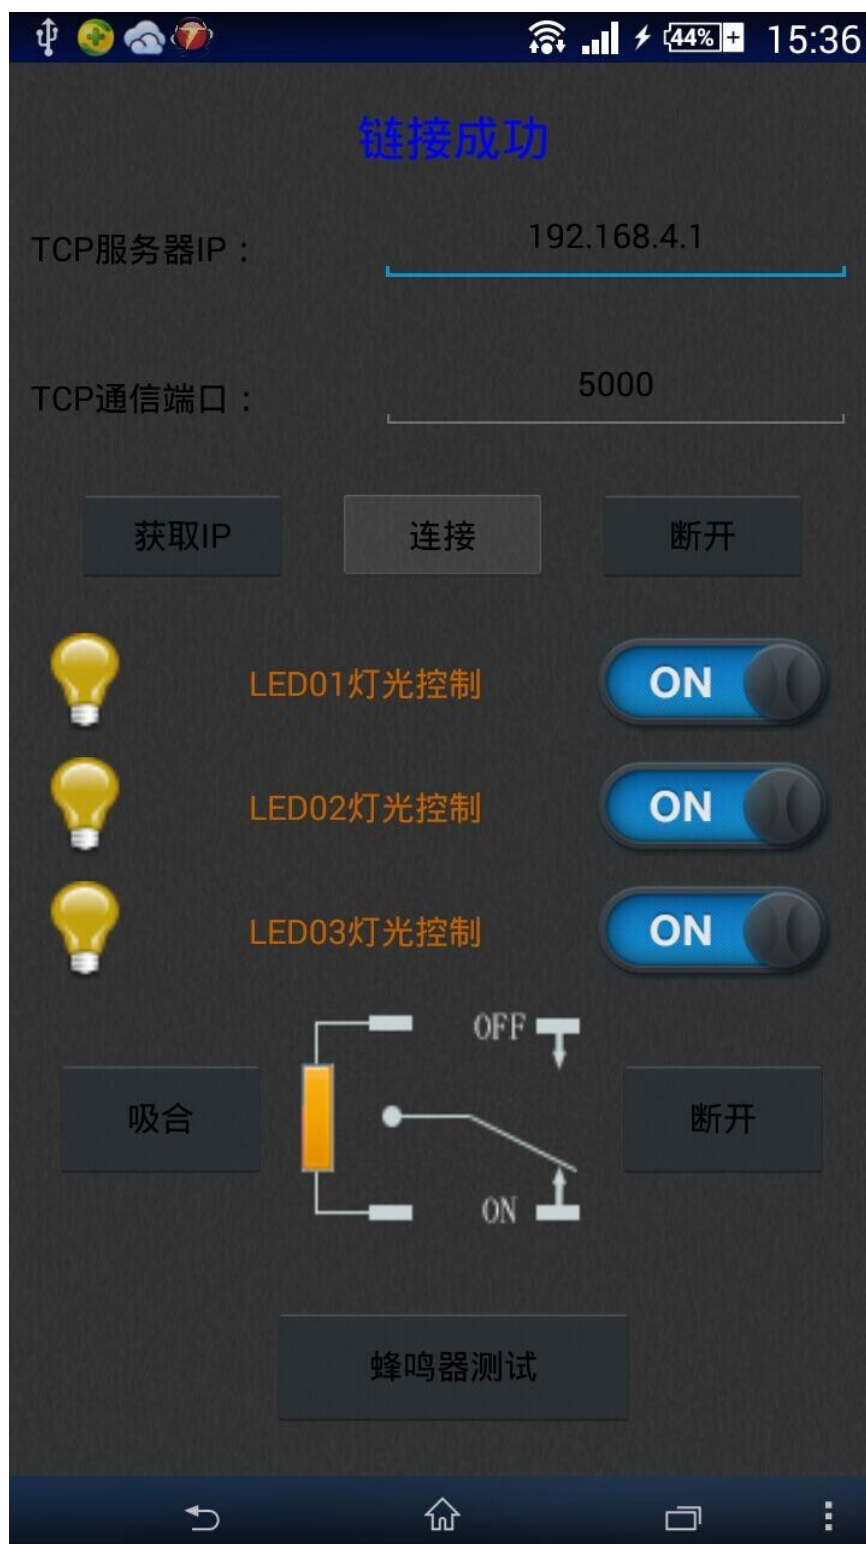 44% 15:36
链接成功
TCP服务器IP： 192.168.4.1
TCP通信端口： 5000
获取IP 连接 断开
LED01灯光控制 ON
LED02灯光控制 ON
LED03灯光控制 ON
OFF
吸合 断开
ON
蜂鸣器测试